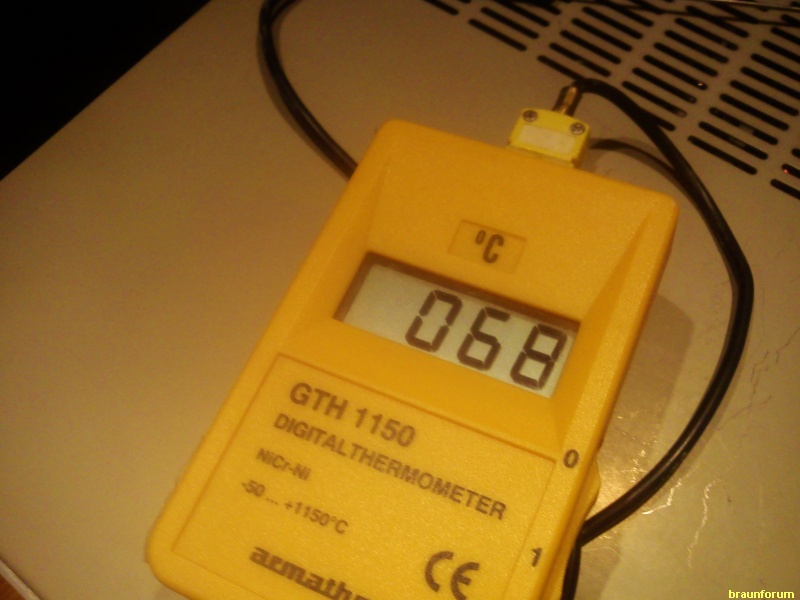 °C
068
GTH 1150
DIGITALTHERMOMETER
NiCr-Ni
-50 ... +1150°C
CE
0
1
braunforum